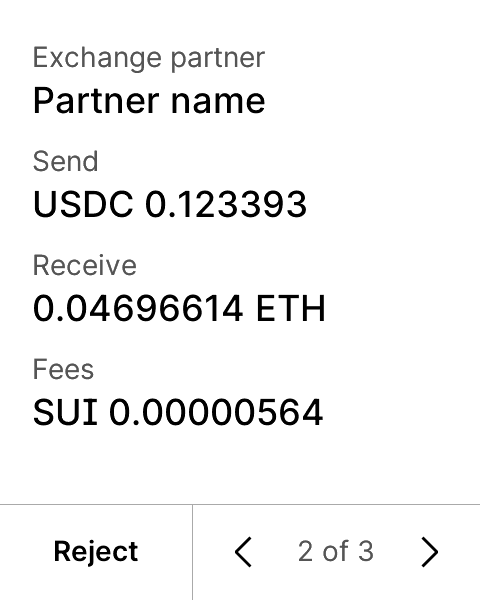 Exchange partner
Partner name
Send
USDC 0.123393
Receive
0.04696614 ETH
Fees
SUI 0.00000564
Reject
2 of 3